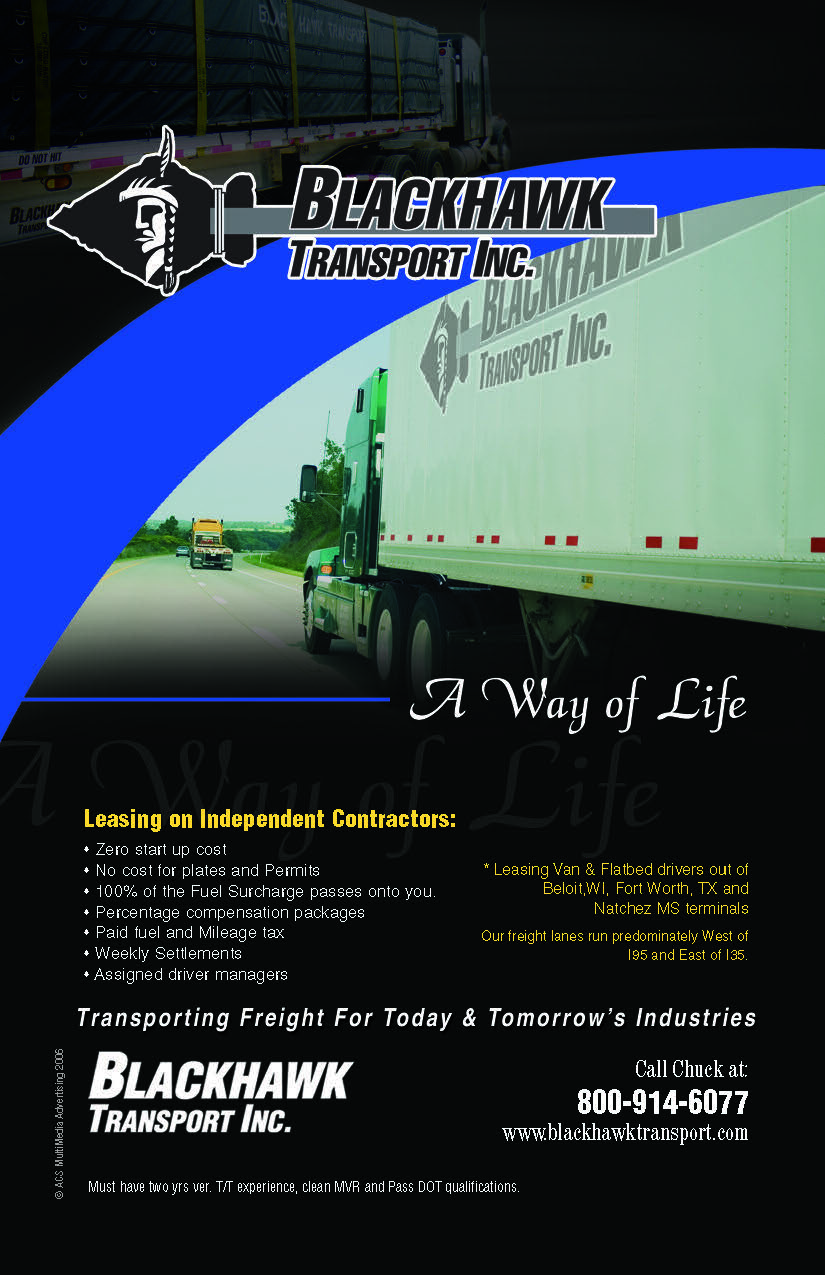 BLACK HAWK TRANSPORT
DO NOT HIT
BLACKHAWK
TRANSPORT INC.
BLACKHAWK
TRANSPORT INC.
A Way of Life
A Way of Life
Leasing on Independent Contractors:
• Zero start up cost
• No cost for plates and Permits
• 100% of the Fuel Surcharge passes onto you.
• Percentage compensation packages
• Paid fuel and Mileage tax
• Weekly Settlements
• Assigned driver managers
* Leasing Van & Flatbed drivers out of
Beloit,WI, Fort Worth, TX and
Natchez MS terminals
Our freight lanes run predominately West of
I95 and East of I35.
Transporting Freight For Today & Tomorrow's Industries
BLACKHAWK
TRANSPORT INC.
Call Chuck at:
800-914-6077
www.blackhawktransport.com
© ACS MultiMedia Advertising 2006
Must have two yrs ver. T/T experience, clean MVR and Pass DOT qualifications.